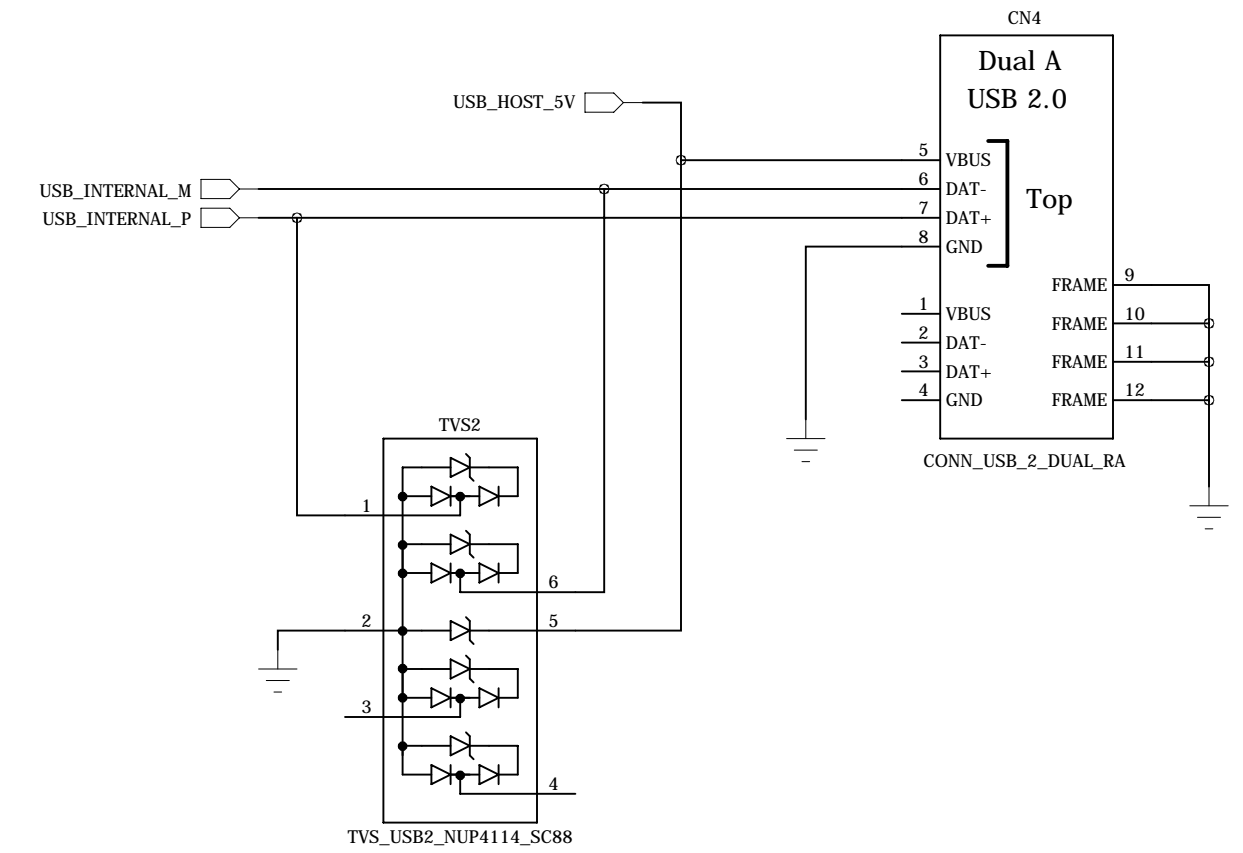 CN4
Dual A
USB 2.0
USB_HOST_5V
5 VBUS
USB_INTERNAL_M
6 DAT-
Top
USB_INTERNAL_P
7 DAT+
8 GND
FRAME 9
1 VBUS
FRAME 10
2 DAT-
FRAME 11
3 DAT+
FRAME 12
4 GND
CONN_USB_2_DUAL_RA
TVS2
1
6
2
5
3
4
TVS_USB2_NUP4114_SC88